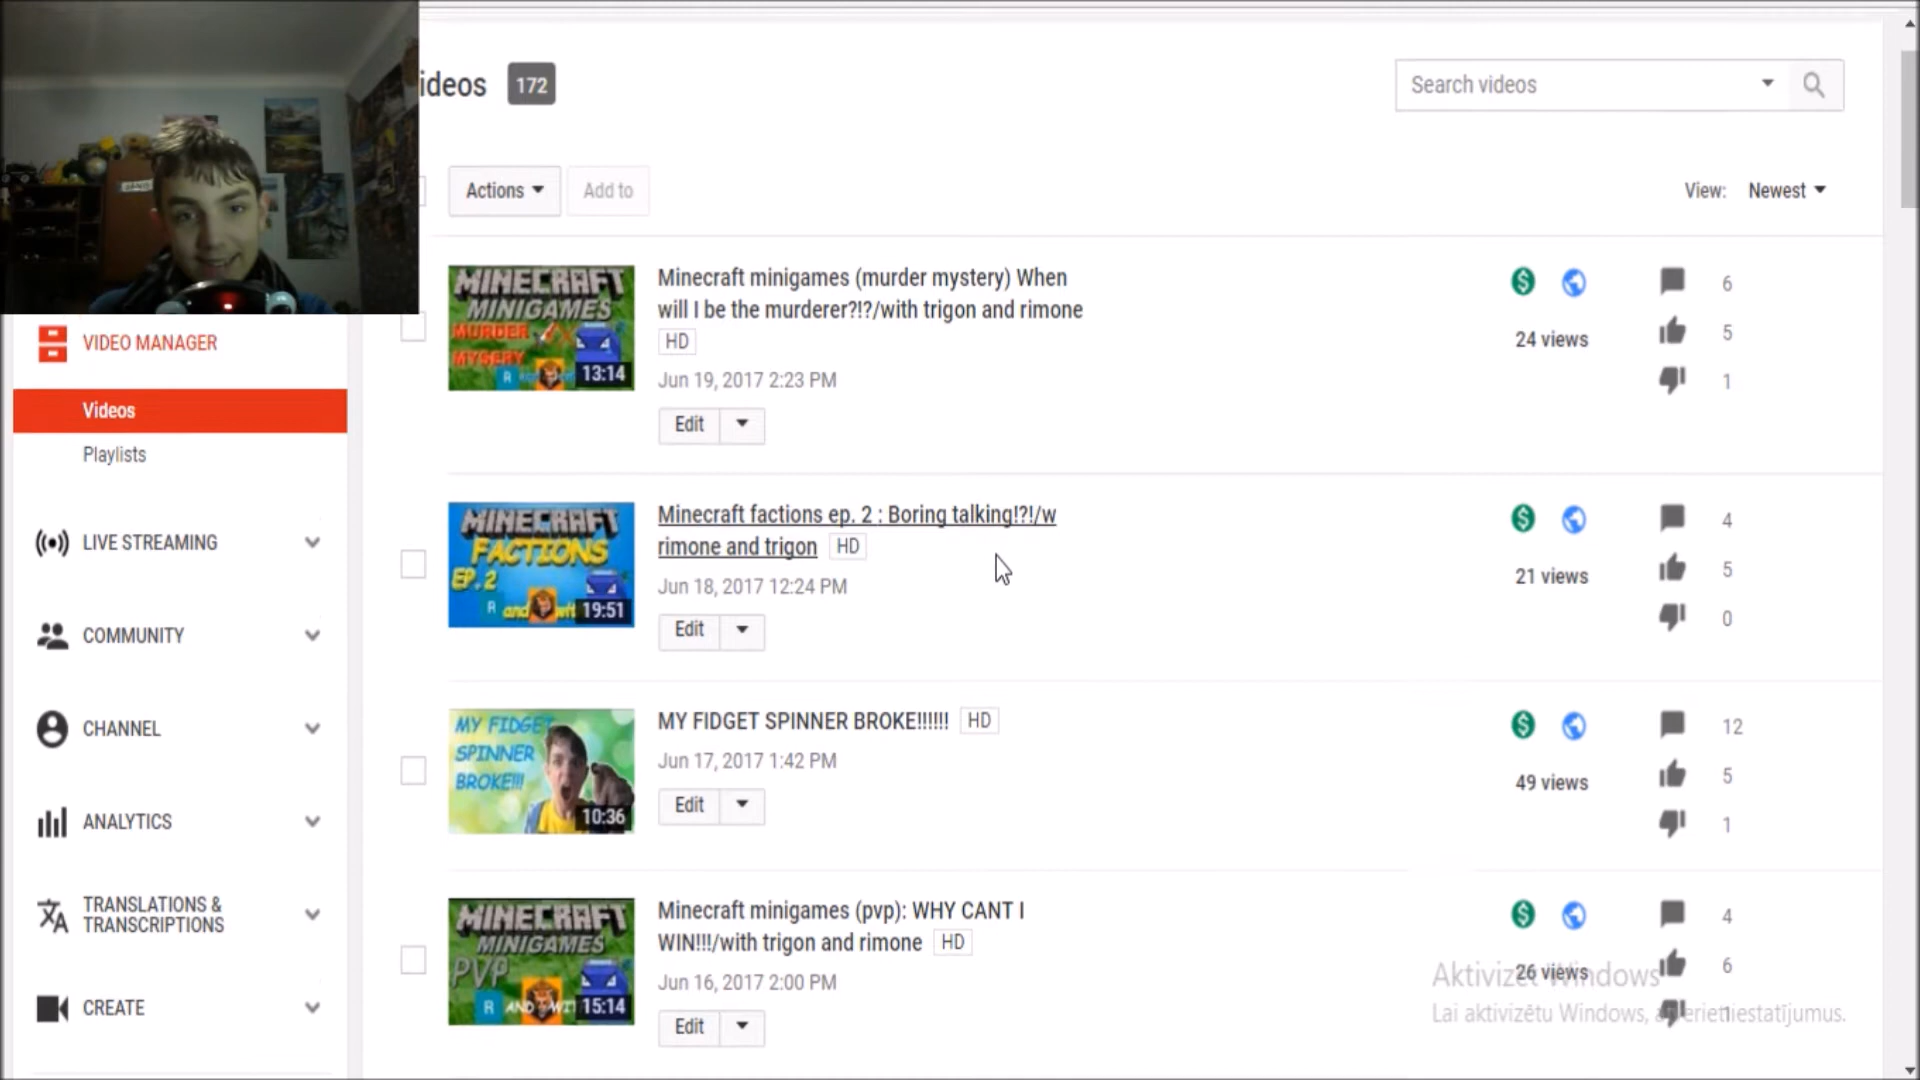 ideos 172
Search videos
Actions
Add to
View: Newest
VIDEO MANAGER
Videos
Playlists
LIVE STREAMING
COMMUNITY
CHANNEL
ANALYTICS
TRANSLATIONS &
TRANSCRIPTIONS
CREATE
MINECRAFT
MINIGAMES
MURDER
MYSERY
R
13:14
Minecraft minigames (murder mystery) When
will I be the murderer?!?/with trigon and rimone
HD
Jun 19, 2017 2:23 PM
Edit
24 views
6
5
1
MINECRAFT
FACTIONS
EP. 2
R and
19:51
Minecraft factions ep. 2 : Boring talking!?!/w
rimone and trigon HD
Jun 18, 2017 12:24 PM
Edit
21 views
4
5
0
MY FIDGET
SPINNER
BROKE!!!
10:36
MY FIDGET SPINNER BROKE!!!!!! HD
Jun 17, 2017 1:42 PM
Edit
49 views
12
5
1
MINECRAFT
MINIGAMES
PVP
R AND
15:14
Minecraft minigames (pvp): WHY CANT I
WIN!!!/with trigon and rimone HD
Jun 16, 2017 2:00 PM
Edit
26 views
4
6
1
Aktivizēt Windows
Lai aktivizētu Windows,